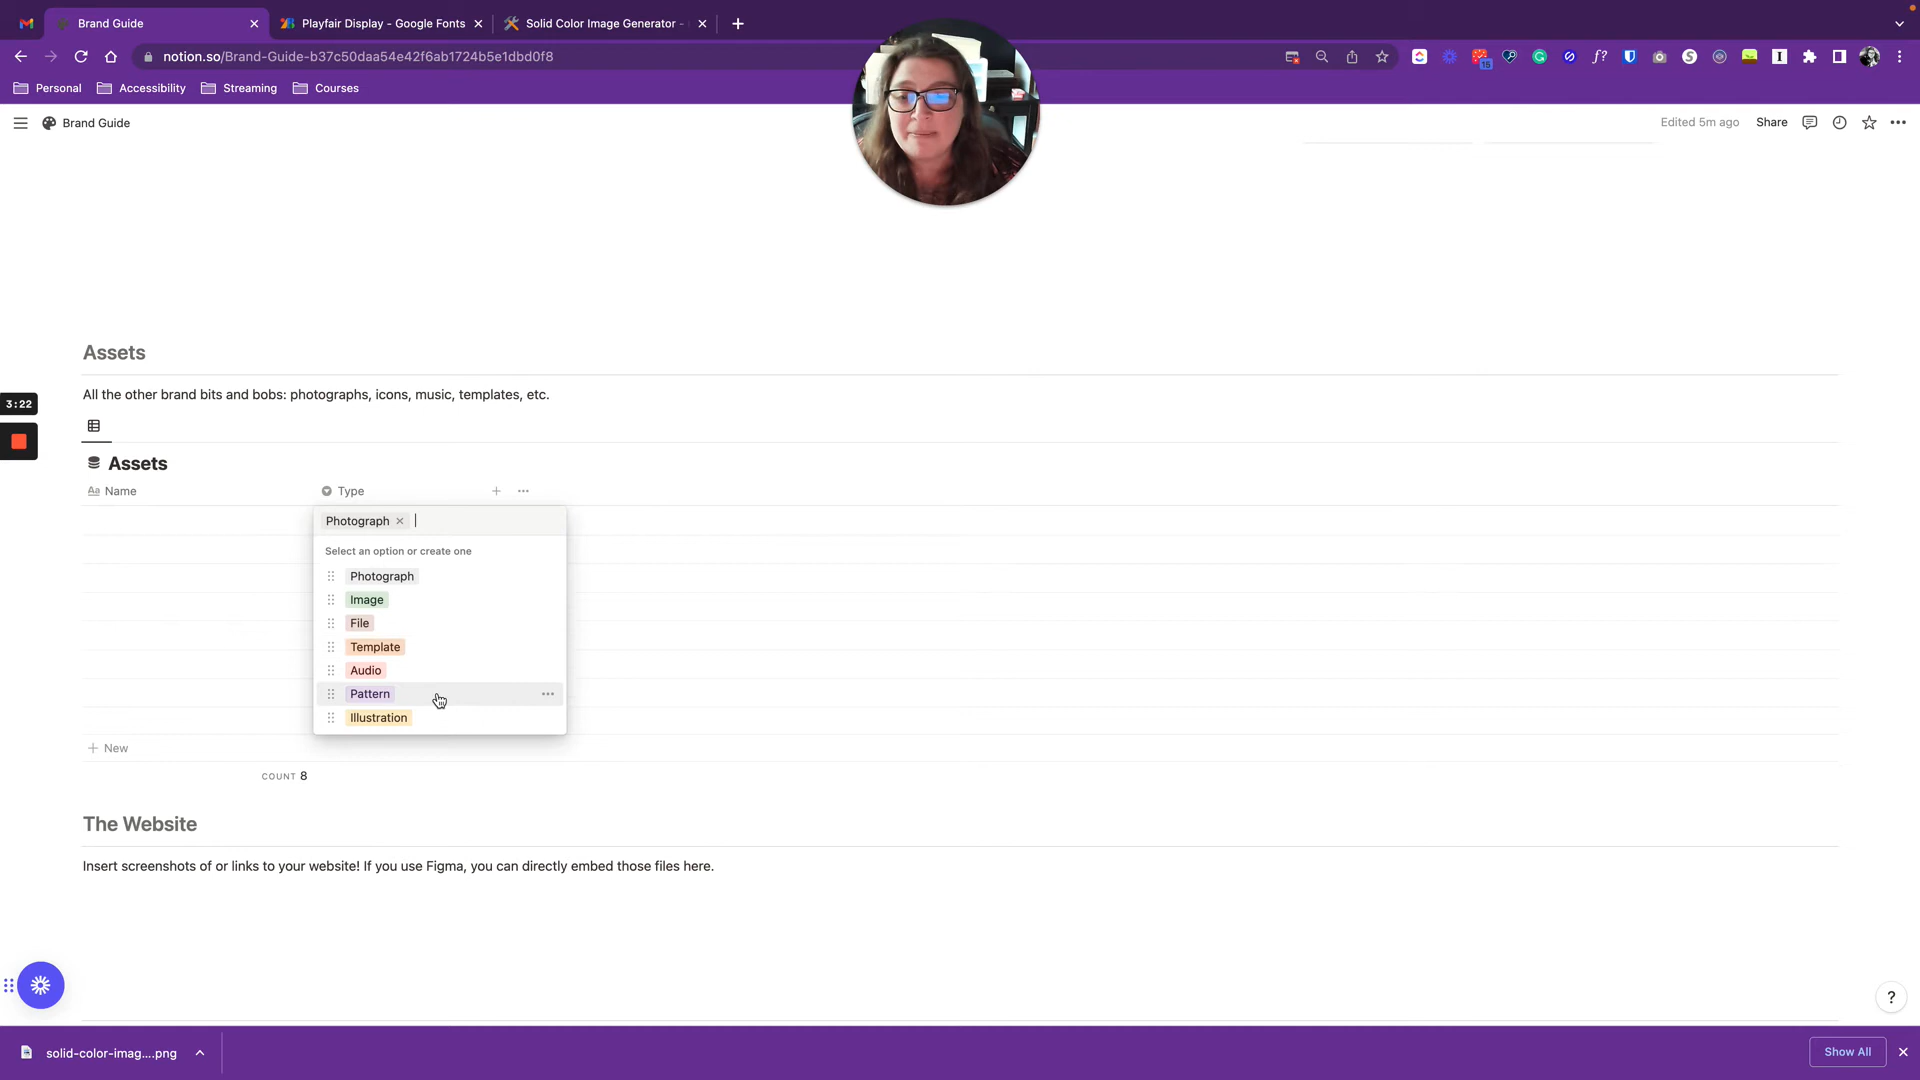 Brand Guide
Playfair Display - Google Fonts
Solid Color Image Generator -
notion.so/Brand-Guide-b37c50daa54e42f6ab1724b5e1dbd0f8
15
f?
Personal
Accessibility
Streaming
Courses
Brand Guide
Edited 5m ago
Share
Assets
All the other brand bits and bobs: photographs, icons, music, templates, etc.
3:22
Assets
Aa Name
Type
Photograph
Select an option or create one
Photograph
Image
File
Template
Audio
Pattern
Illustration
New
COUNT 8
The Website
Insert screenshots of or links to your website! If you use Figma, you can directly embed those files here.
?
solid-color-imag....png
Show All